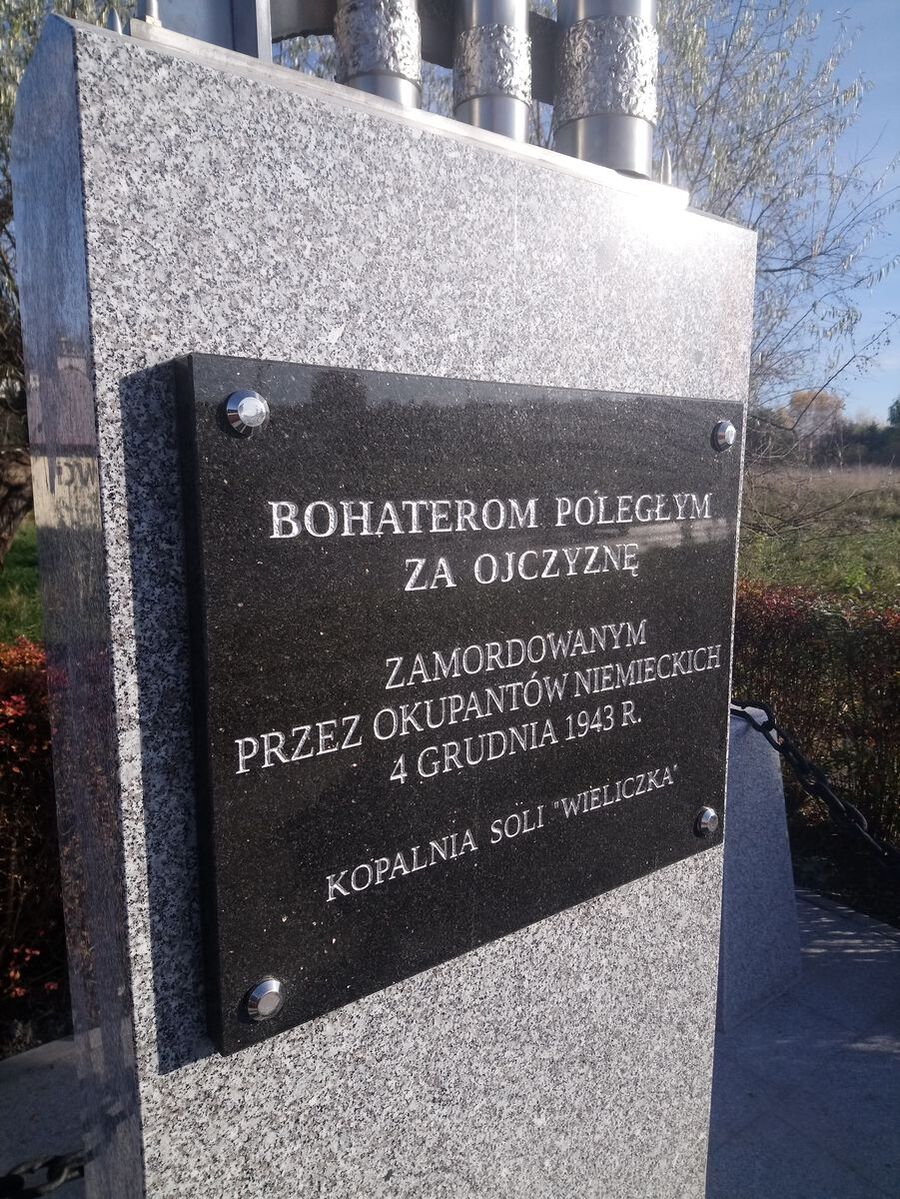 BOHATEROM POLEGŁYM
ZA OJCZYZNĘ
ZAMORDOWANYM
PRZEZ OKUPANTÓW NIEMIECKICH
4 GRUDNIA 1943 R.
KOPALNIA SOLI "WIELICZKA"